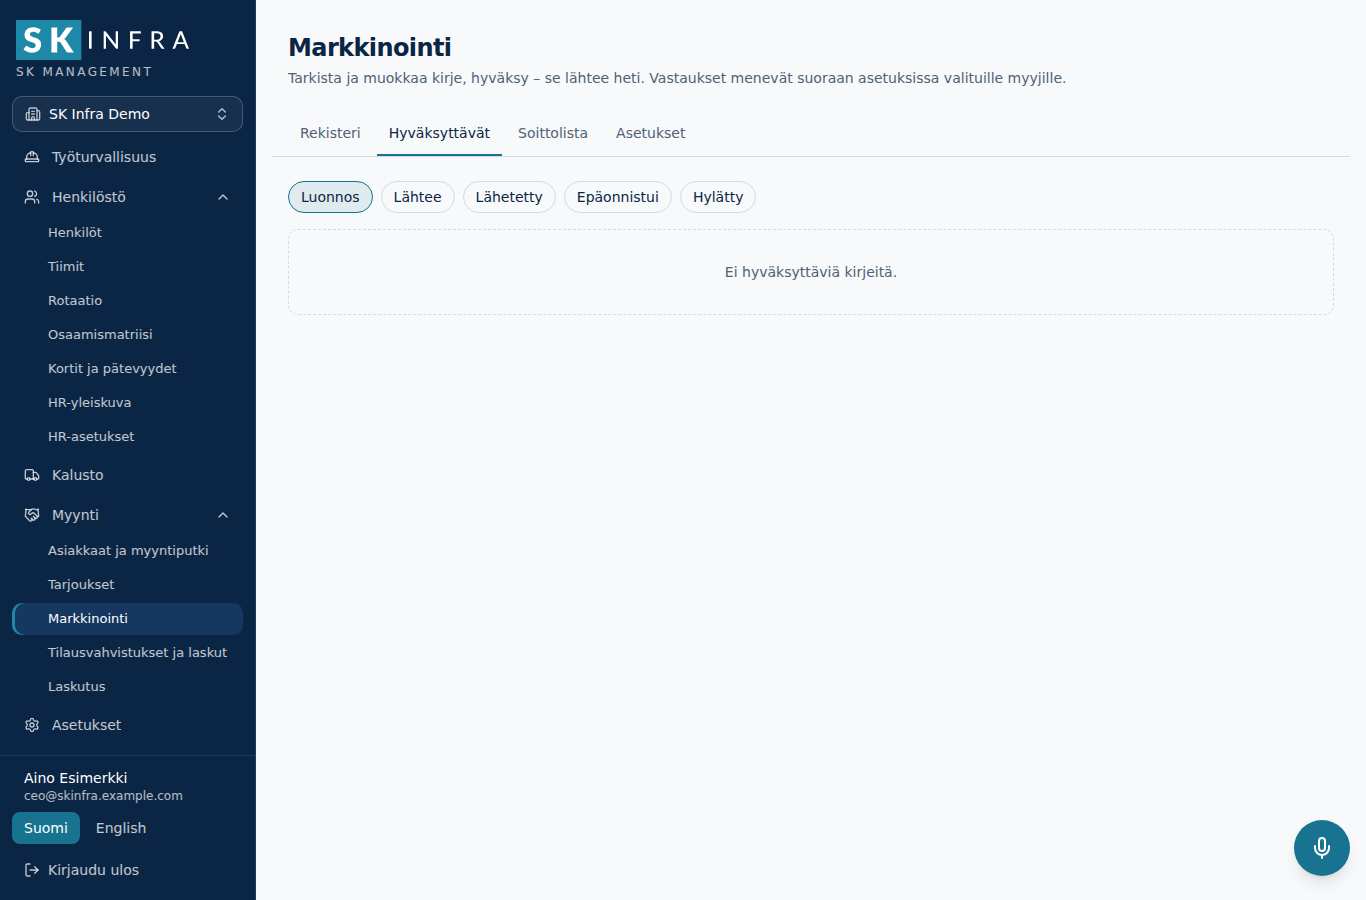 SK INFRA
SK MANAGEMENT
SK Infra Demo
Työturvallisuus
Henkilöstö
Henkilöt
Tiimit
Rotaatio
Osaamismatriisi
Kortit ja pätevyydet
HR-yleiskuva
HR-asetukset
Kalusto
Myynti
Asiakkaat ja myyntiputki
Tarjoukset
Markkinointi
Tilausvahvistukset ja laskut
Laskutus
Asetukset
Aino Esimerkki
ceo@skinfra.example.com
Suomi English
Kirjaudu ulos
Markkinointi
Tarkista ja muokkaa kirje, hyväksy – se lähtee heti. Vastaukset menevät suoraan asetuksissa valituille myyjille.
Rekisteri Hyväksyttävät Soittolista Asetukset
Luonnos Lähtee Lähetetty Epäonnistui Hylätty
Ei hyväksyttäviä kirjeitä.